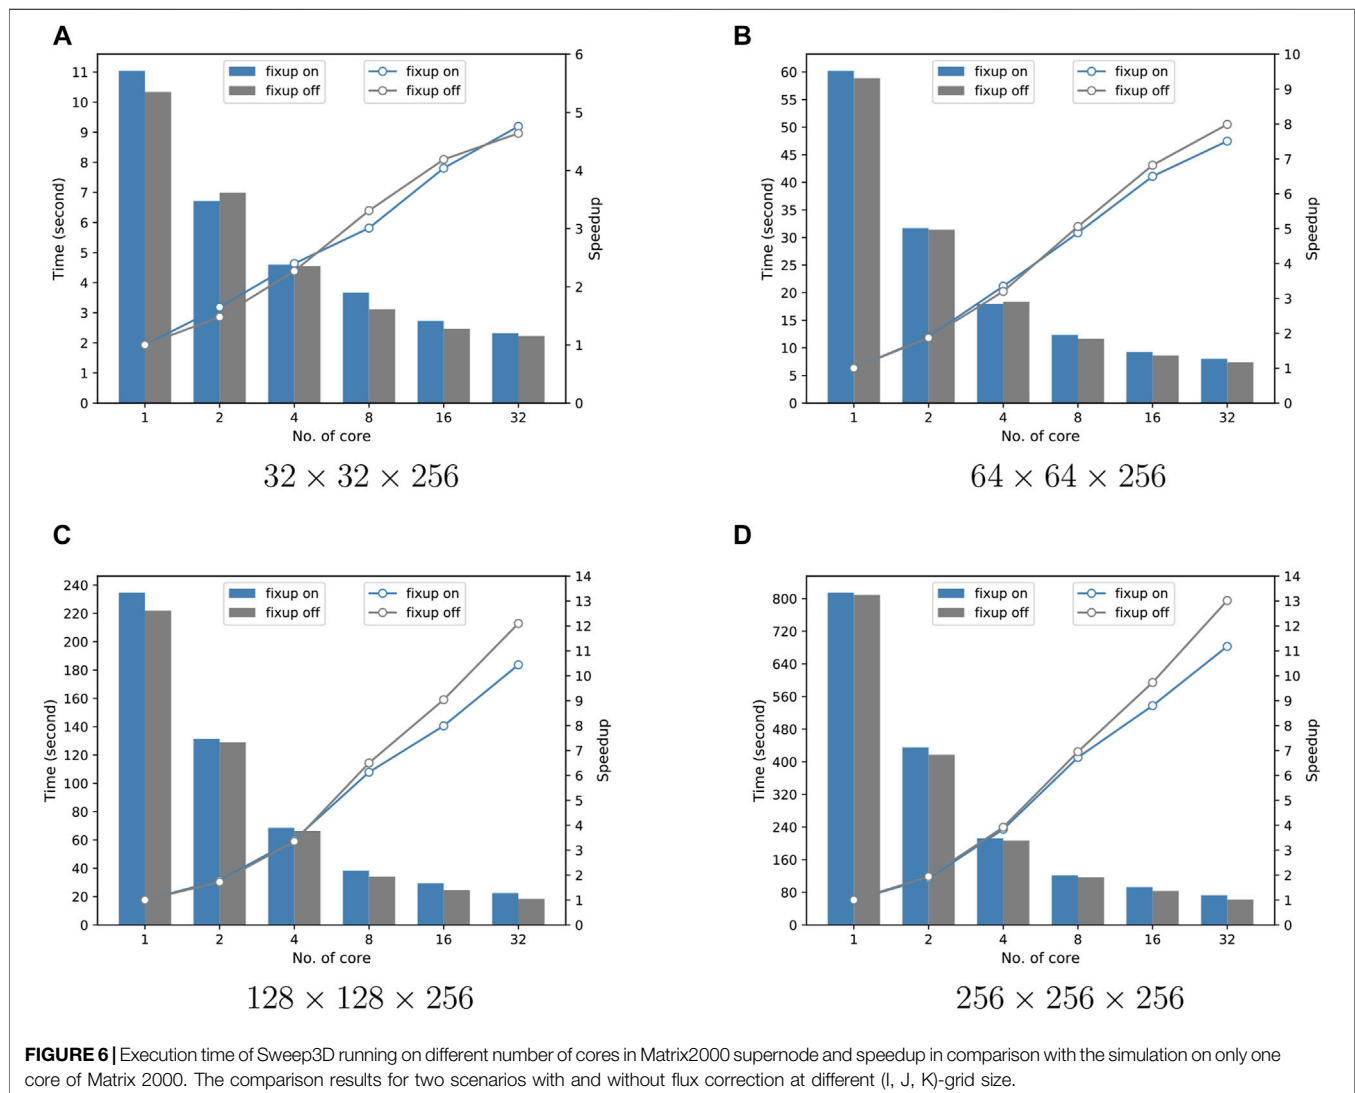 A
fixup on
fixup off
fixup on
fixup off
11
10
9
8
7
6
5
4
3
2
1
0
Time (second)
6
5
4
3
2
1
0
Speedup
1 2 4 8 16 32
No. of core
32 × 32 × 256
B
fixup on
fixup off
fixup on
fixup off
60
55
50
45
40
35
30
25
20
15
10
5
0
Time (second)
10
9
8
7
6
5
4
3
2
1
0
Speedup
1 2 4 8 16 32
No. of core
64 × 64 × 256
C
fixup on
fixup off
fixup on
fixup off
240
220
200
180
160
140
120
100
80
60
40
20
0
Time (second)
14
13
12
11
10
9
8
7
6
5
4
3
2
1
0
Speedup
1 2 4 8 16 32
No. of core
128 × 128 × 256
D
fixup on
fixup off
fixup on
fixup off
800
720
640
560
480
400
320
240
160
80
0
Time (second)
14
13
12
11
10
9
8
7
6
5
4
3
2
1
0
Speedup
1 2 4 8 16 32
No. of core
256 × 256 × 256
FIGURE 6 | Execution time of Sweep3D running on different number of cores in Matrix2000 supernode and speedup in comparison with the simulation on only one
core of Matrix 2000. The comparison results for two scenarios with and without flux correction at different (I, J, K)-grid size.